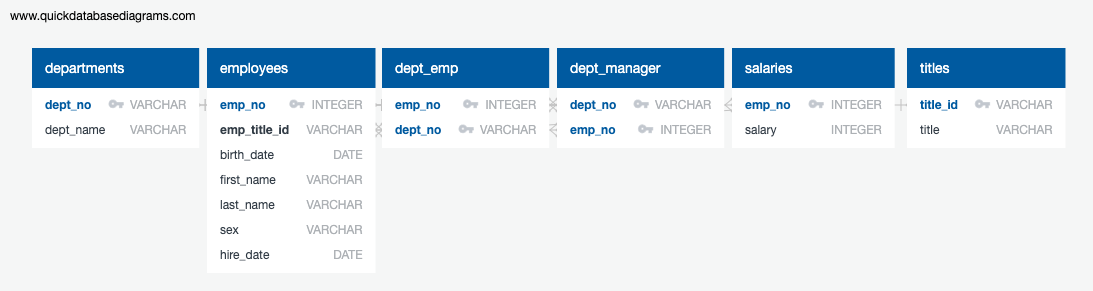 www.quickdatabasediagrams.com
departments
dept_no VARCHAR
dept_name VARCHAR
employees
emp_no INTEGER
emp_title_id VARCHAR
birth_date DATE
first_name VARCHAR
last_name VARCHAR
sex VARCHAR
hire_date DATE
dept_emp
emp_no INTEGER
dept_no VARCHAR
dept_manager
dept_no VARCHAR
emp_no INTEGER
salaries
emp_no INTEGER
salary INTEGER
titles
title_id VARCHAR
title VARCHAR